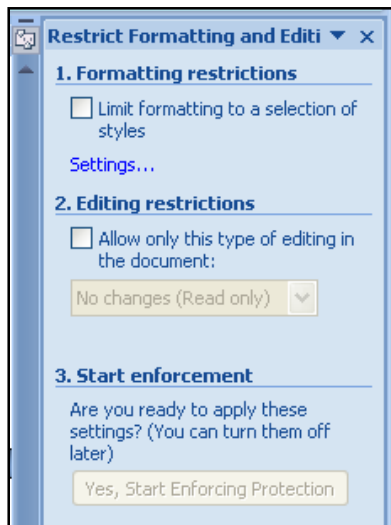 Restrict Formatting and Editi
1. Formatting restrictions
Limit formatting to a selection of
styles
Settings...
2. Editing restrictions
Allow only this type of editing in
the document:
No changes (Read only)
3. Start enforcement
Are you ready to apply these
settings? (You can turn them off
later)
Yes, Start Enforcing Protection